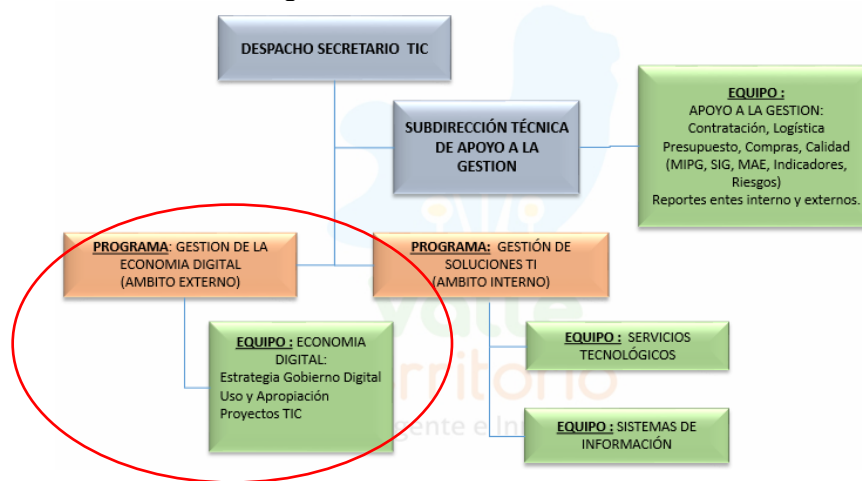 DESPACHO SECRETARIO TIC
SUBDIRECCIÓN TÉCNICA
DE APOYO A LA
GESTION
EQUIPO :
APOYO A LA GESTIÓN:
Contratación, Logística
Presupuesto, Compras, Calidad
(MIPG, SIG, MAE, Indicadores,
Riesgos)
Reportes entes interno y externos.
PROGRAMA: GESTION DE LA
ECONOMIA DIGITAL
(AMBITO EXTERNO)
PROGRAMA: GESTIÓN DE
SOLUCIONES TI
(AMBITO INTERNO)
EQUIPO : ECONOMIA
DIGITAL:
Estrategia Gobierno Digital
Uso y Apropiación
Proyectos TIC
EQUIPO : SERVICIOS
TECNOLÓGICOS
EQUIPO : SISTEMAS DE
INFORMACIÓN